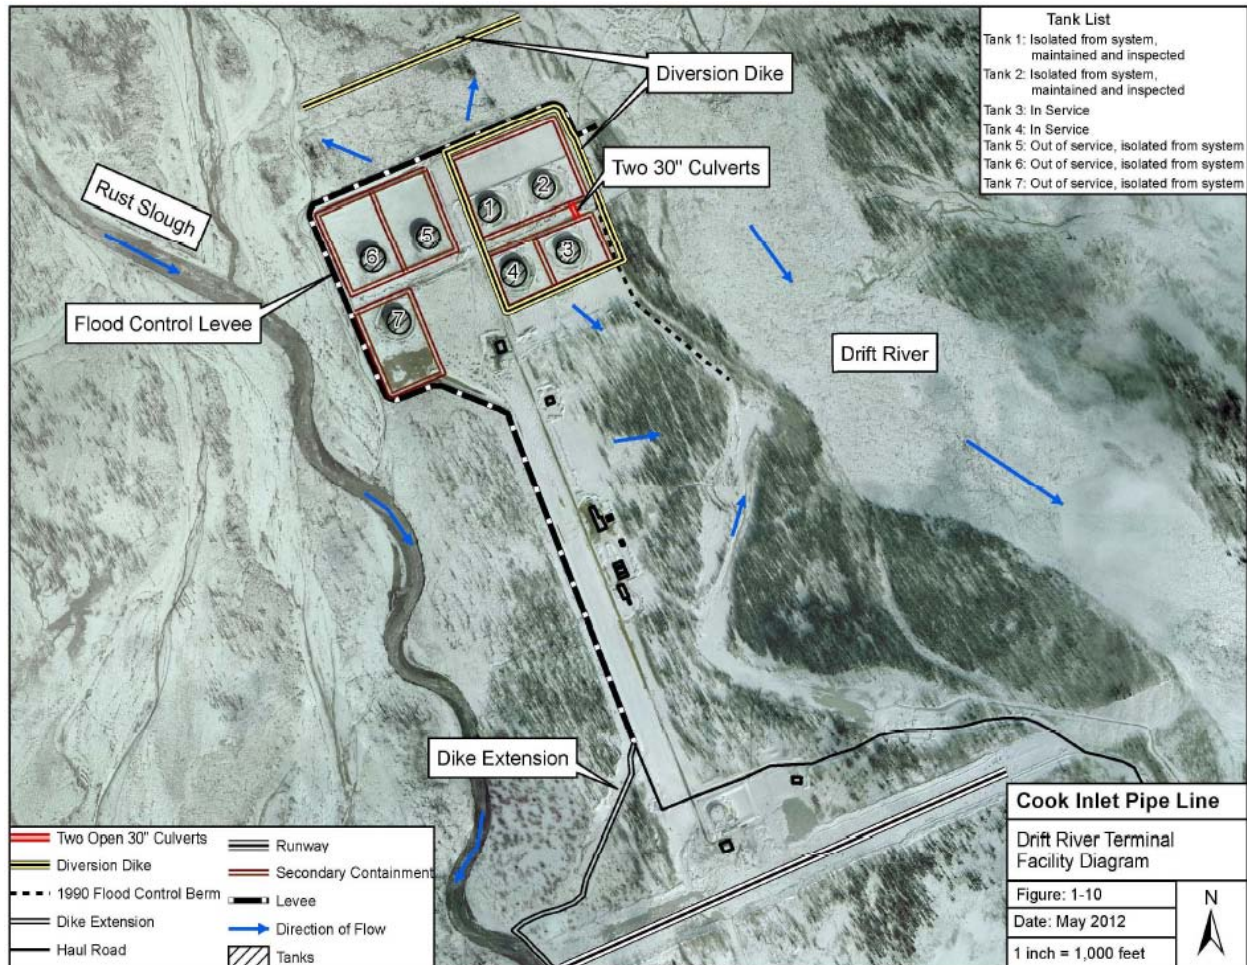 Tank List
Tank 1: Isolated from system,
maintained and inspected
Tank 2: Isolated from system,
maintained and inspected
Tank 3: In Service
Tank 4: In Service
Tank 5: Out of service, isolated from system
Tank 6: Out of service, isolated from system
Tank 7: Out of service, isolated from system
Diversion Dike
Two 30" Culverts
Rust Slough
1
2
3
4
5
6
7
Flood Control Levee
Drift River
Dike Extension
Two Open 30" Culverts
Diversion Dike
1990 Flood Control Berm
Dike Extension
Haul Road
Runway
Secondary Containment
Levee
Direction of Flow
Tanks
Cook Inlet Pipe Line
Drift River Terminal
Facility Diagram
Figure: 1-10
Date: May 2012
1 inch = 1,000 feet
N